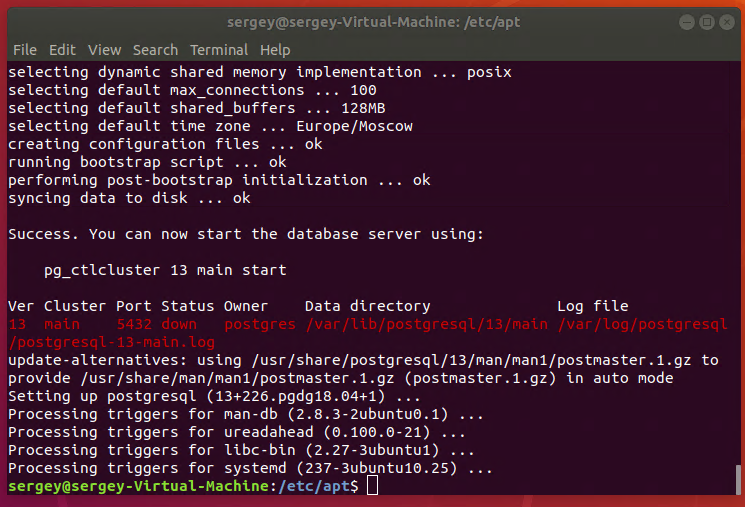 sergey@sergey-Virtual-Machine: /etc/apt
File Edit View Search Terminal Help
selecting dynamic shared memory implementation ... posix
selecting default max_connections ... 100
selecting default shared_buffers ... 128MB
selecting default time zone ... Europe/Moscow
creating configuration files ... ok
running bootstrap script ... ok
performing post-bootstrap initialization ... ok
syncing data to disk ... ok
Success. You can now start the database server using:
    pg_ctlcluster 13 main start
Ver Cluster Port Status Owner    Data directory              Log file
13  main    5432 down   postgres /var/lib/postgresql/13/main /var/log/postgresql
/postgresql-13-main.log
update-alternatives: using /usr/share/postgresql/13/man/man1/postmaster.1.gz to
provide /usr/share/man/man1/postmaster.1.gz (postmaster.1.gz) in auto mode
Setting up postgresql (13+226.pgdg18.04+1) ...
Processing triggers for man-db (2.8.3-2ubuntu0.1) ...
Processing triggers for ureadahead (0.100.0-21) ...
Processing triggers for libc-bin (2.27-3ubuntu1) ...
Processing triggers for systemd (237-3ubuntu10.25) ...
sergey@sergey-Virtual-Machine:/etc/apt$